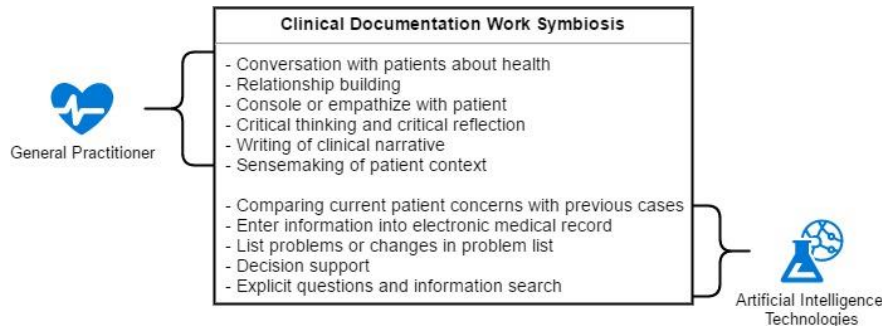 Clinical Documentation Work Symbiosis
- Conversation with patients about health
- Relationship building
- Console or empathize with patient
- Critical thinking and critical reflection
- Writing of clinical narrative
- Sensemaking of patient context
General Practitioner
- Comparing current patient concerns with previous cases
- Enter information into electronic medical record
- List problems or changes in problem list
- Decision support
- Explicit questions and information search
Artificial Intelligence
Technologies